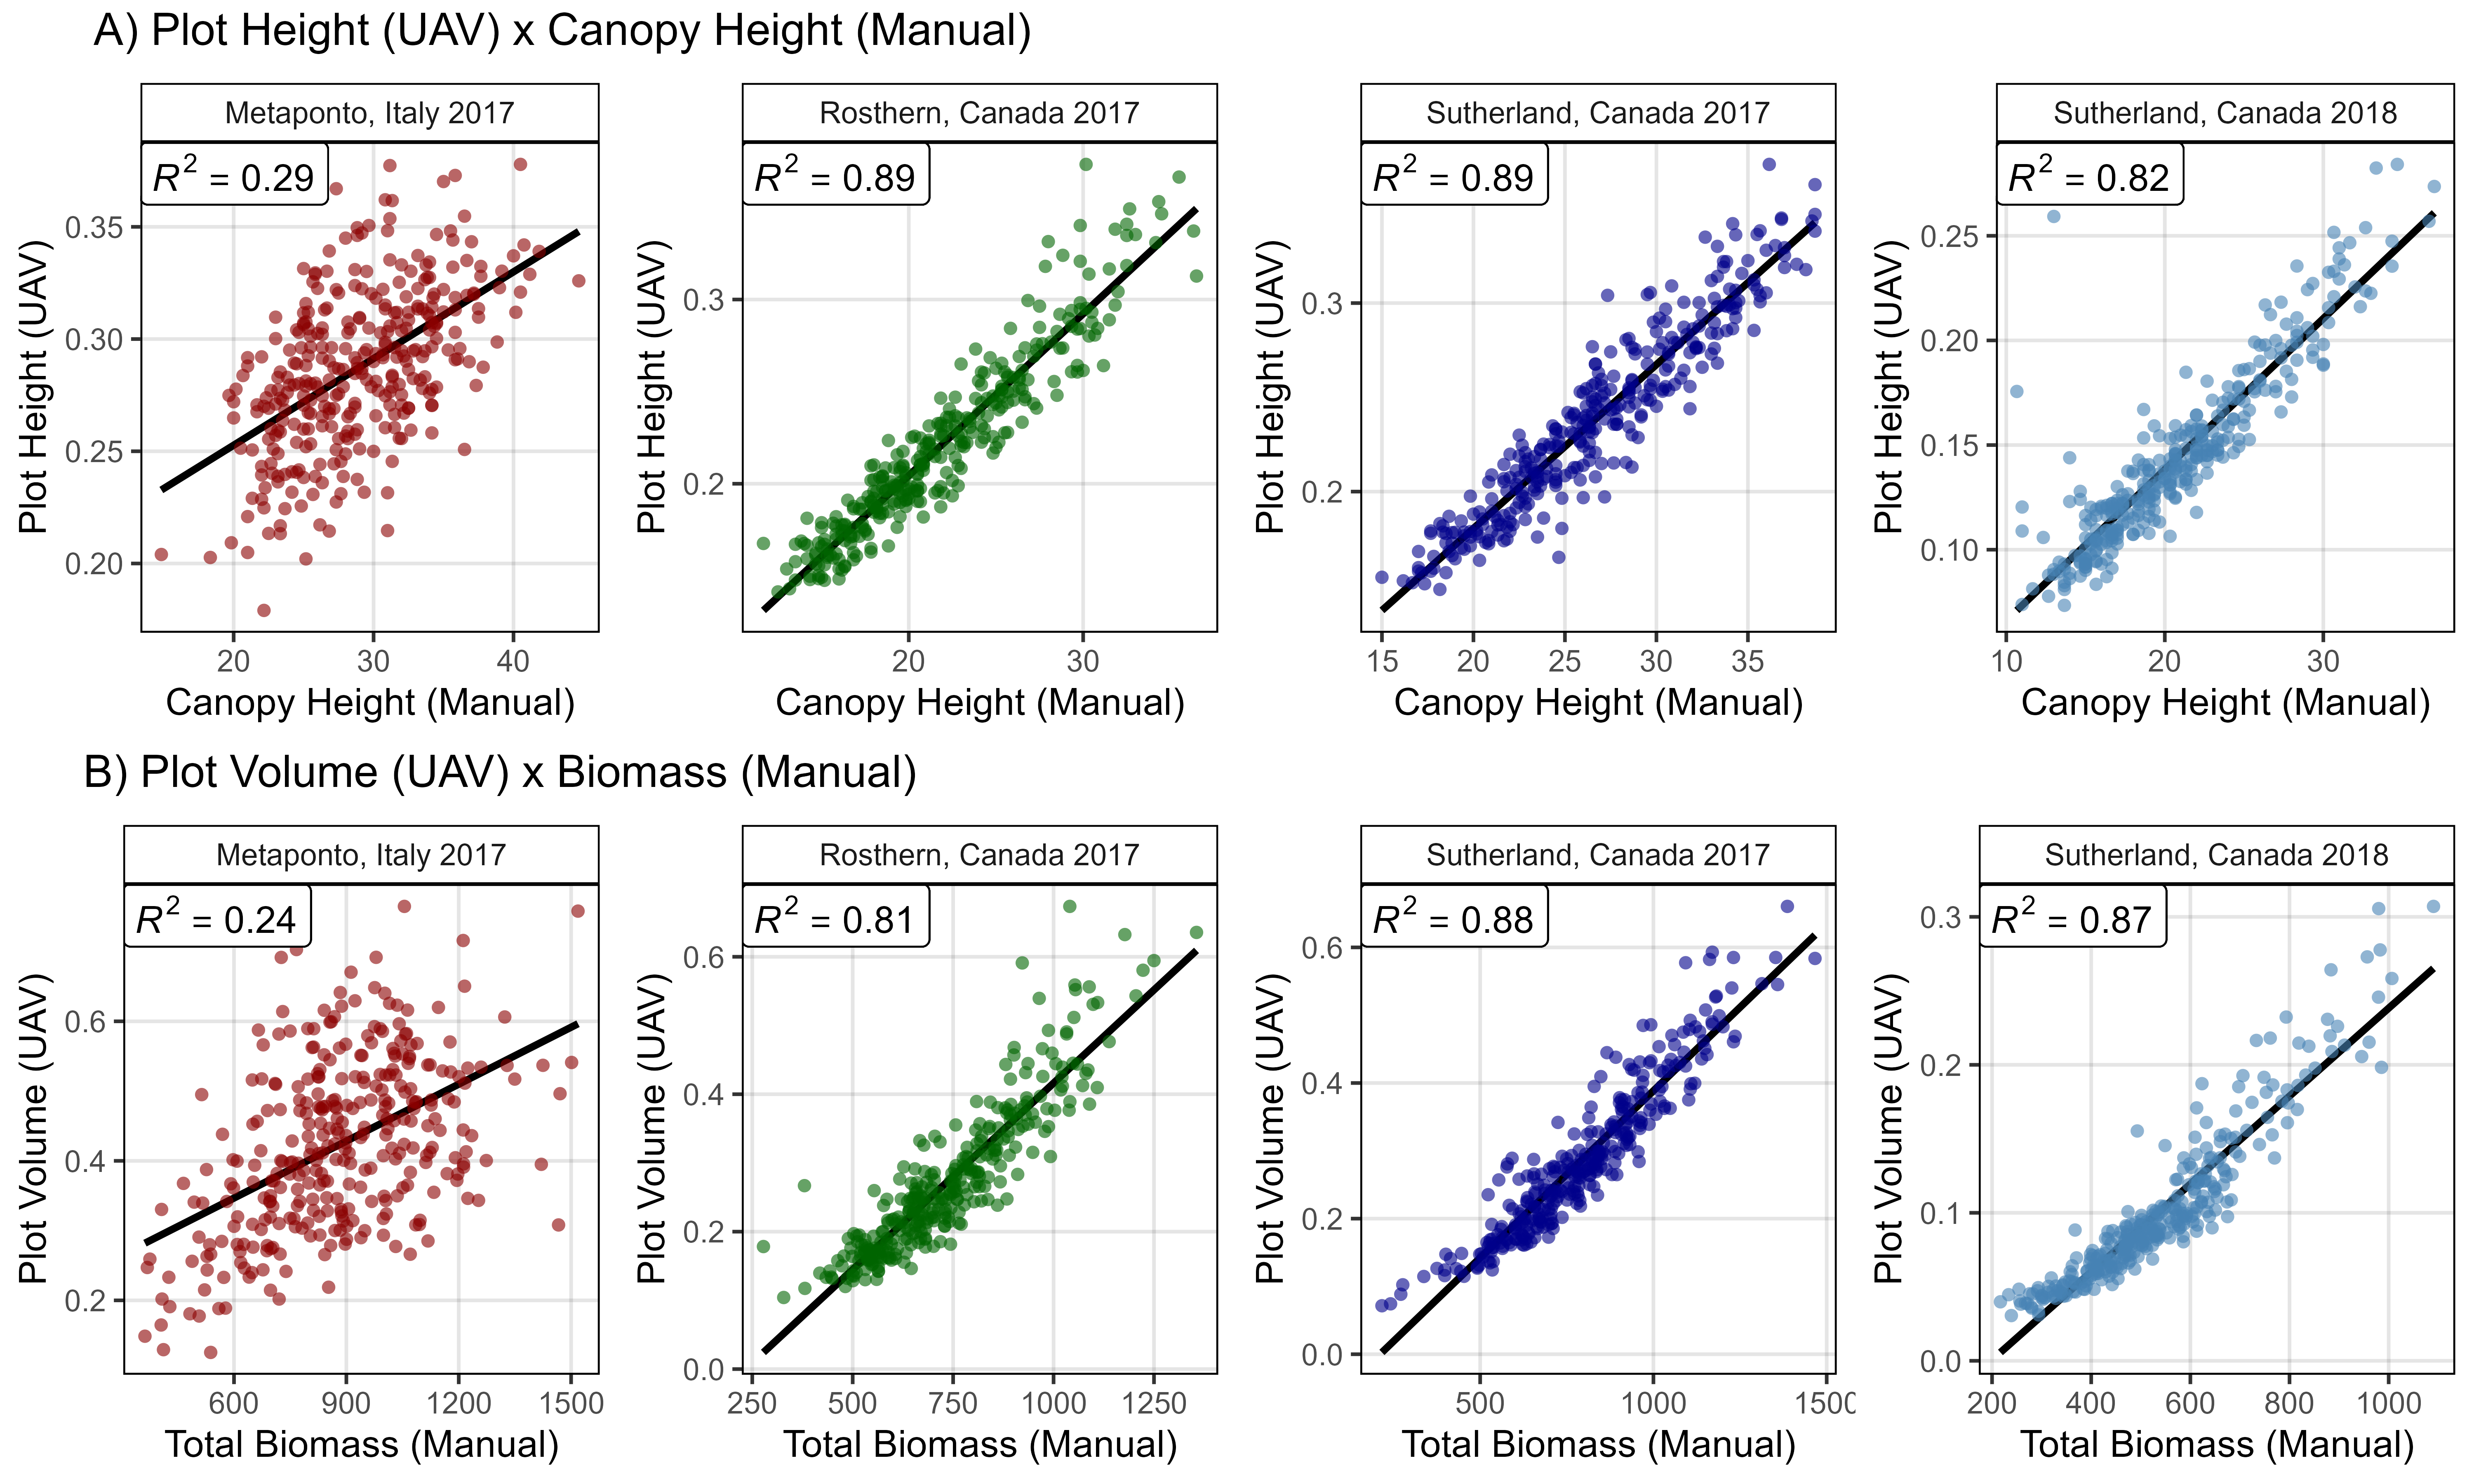 A) Plot Height (UAV) x Canopy Height (Manual)
Metaponto, Italy 2017
R² = 0.29
0.35
0.30
0.25
0.20
20 30 40
Plot Height (UAV)
Canopy Height (Manual)
Rosthern, Canada 2017
R² = 0.89
0.3
0.2
20 30
Plot Height (UAV)
Canopy Height (Manual)
Sutherland, Canada 2017
R² = 0.89
0.3
0.2
15 20 25 30 35
Plot Height (UAV)
Canopy Height (Manual)
Sutherland, Canada 2018
R² = 0.82
0.25
0.20
0.15
0.10
10 20 30
Plot Height (UAV)
Canopy Height (Manual)
B) Plot Volume (UAV) x Biomass (Manual)
Metaponto, Italy 2017
R² = 0.24
0.6
0.4
0.2
600 900 1200 1500
Plot Volume (UAV)
Total Biomass (Manual)
Rosthern, Canada 2017
R² = 0.81
0.6
0.4
0.2
0.0
250 500 750 1000 1250
Plot Volume (UAV)
Total Biomass (Manual)
Sutherland, Canada 2017
R² = 0.88
0.6
0.4
0.2
0.0
500 1000 1500
Plot Volume (UAV)
Total Biomass (Manual)
Sutherland, Canada 2018
R² = 0.87
0.3
0.2
0.1
0.0
200 400 600 800 1000
Plot Volume (UAV)
Total Biomass (Manual)